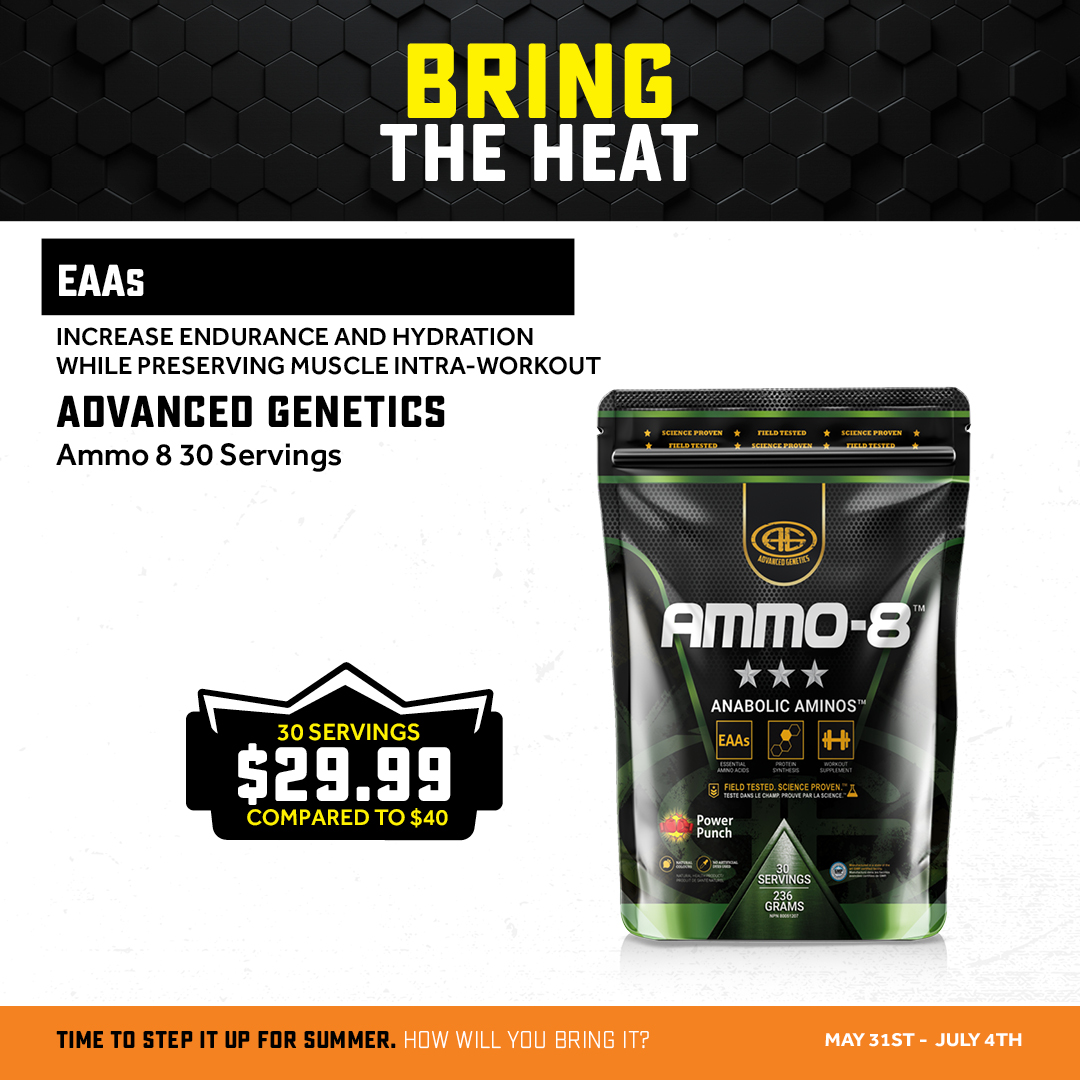 BRING
THE HEAT
EAAs
INCREASE ENDURANCE AND HYDRATION
WHILE PRESERVING MUSCLE INTRA-WORKOUT
ADVANCED GENETICS
Ammo 8 30 Servings
30 SERVINGS
$29.99
COMPARED TO $40
★ SCIENCE PROVEN ★ FIELD TESTED ★ SCIENCE PROVEN ★
★ FIELD TESTED ★ SCIENCE PROVEN ★ FIELD TESTED ★
AG
ADVANCED GENETICS
AMMO-8™
ANABOLIC AMINOS™
EAAs
ESSENTIAL
AMINO ACIDS
PROTEIN
SYNTHESIS
WORKOUT
SUPPLEMENT
FIELD TESTED. SCIENCE PROVEN.™
TESTE DANS LE CHAMP. PROUVE PAR LA SCIENCE.™
Power
Punch
30
SERVINGS
236
GRAMS
TIME TO STEP IT UP FOR SUMMER. HOW WILL YOU BRING IT?
MAY 31ST - JULY 4TH